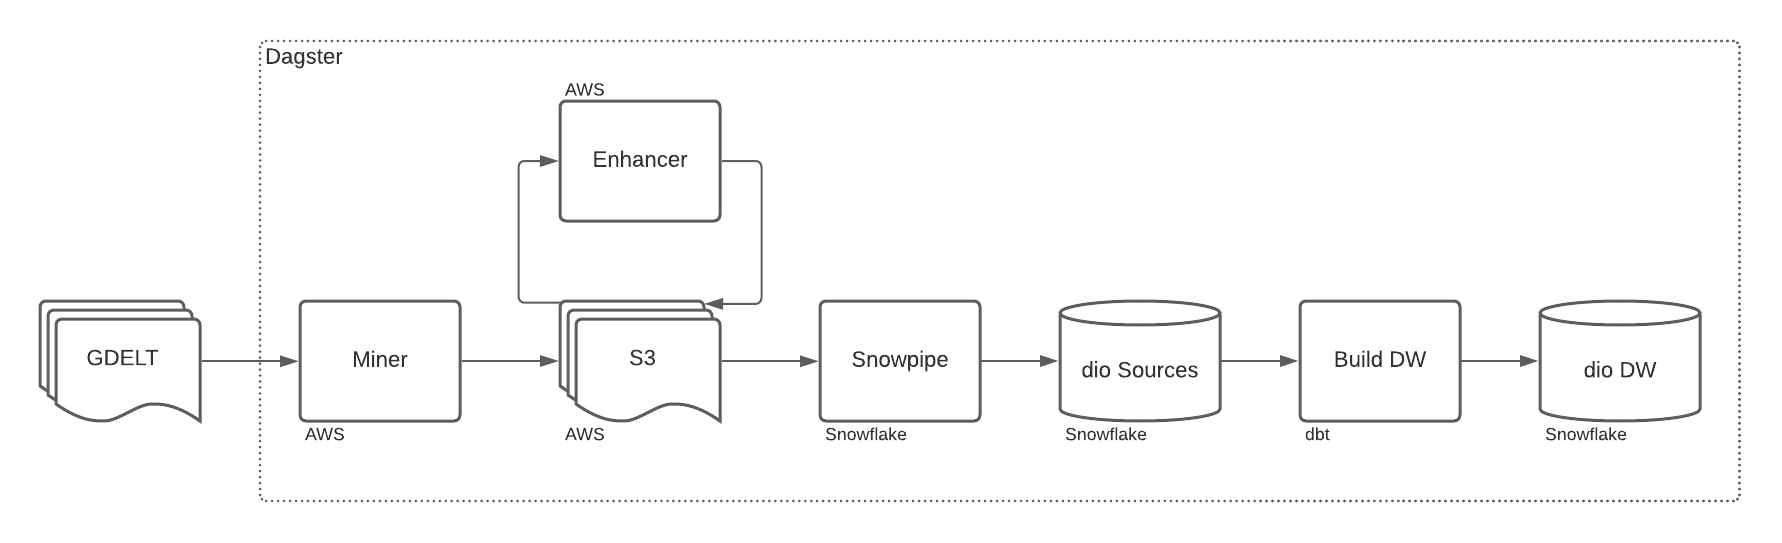 Dagster
AWS
Enhancer
GDELT
Miner
AWS
S3
AWS
Snowpipe
Snowflake
dio Sources
Snowflake
Build DW
dbt
dio DW
Snowflake